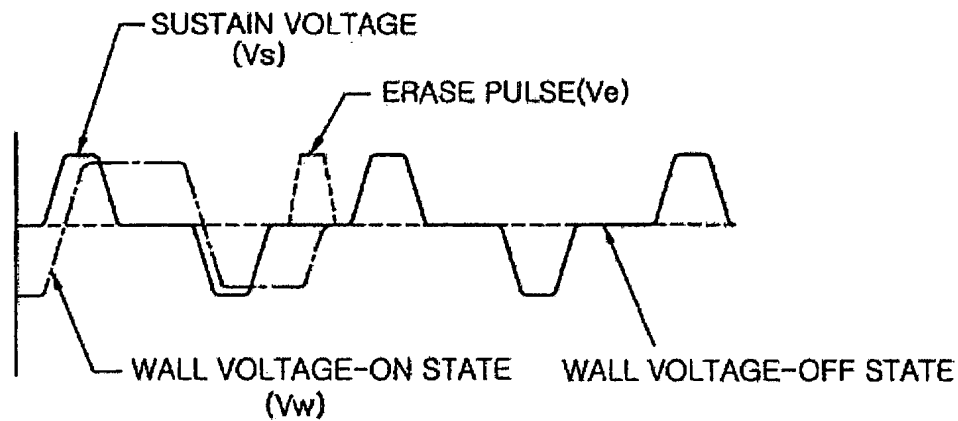 SUSTAIN VOLTAGE
(Vs)
ERASE PULSE(Ve)
WALL VOLTAGE-ON STATE
(Vw)
WALL VOLTAGE-OFF STATE